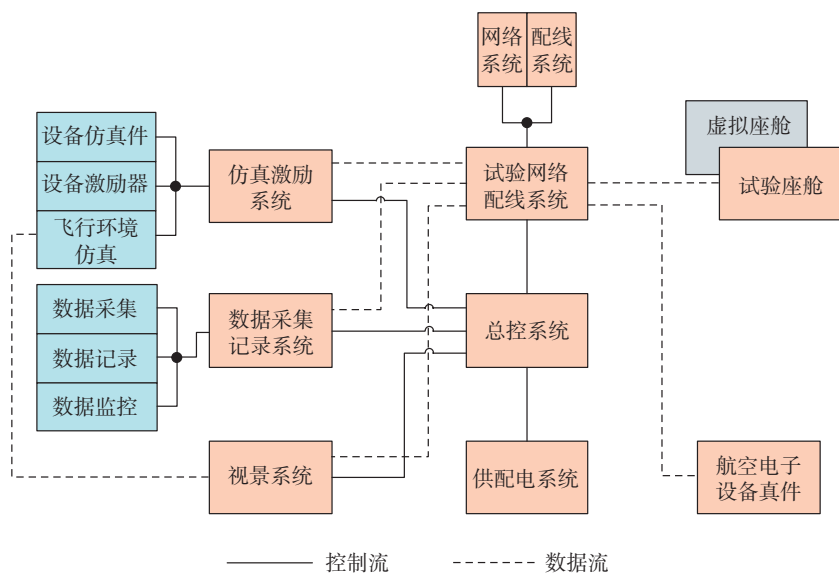 网络
系统
配线
系统
设备仿真件
设备激励器
飞行环境
仿真
仿真激励
系统
试验网络
配线系统
虚拟座舱
试验座舱
数据采集
数据记录
数据监控
数据采集
记录系统
总控系统
视景系统
供配电系统
航空电子
设备真件
控制流
数据流